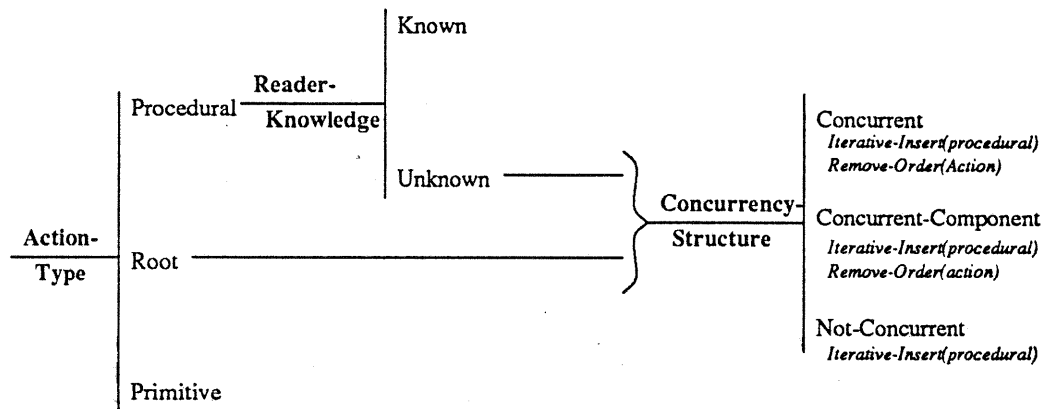 Known
Reader-
Procedural
Knowledge
Concurrent
Iterative-Insert(procedural)
Remove-Order(Action)
Unknown
Concurrency-
Structure
Concurrent-Component
Iterative-Insert(procedural)
Remove-Order(action)
Action-
Type
Root
Not-Concurrent
Iterative-Insert(procedural)
Primitive